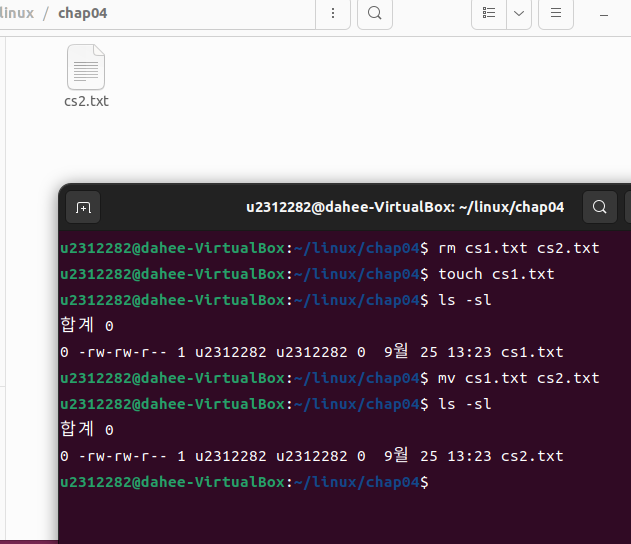 linux / chap04
cs2.txt
u2312282@dahee-VirtualBox: ~/linux/chap04
u2312282@dahee-VirtualBox:~/linux/chap04$ rm cs1.txt cs2.txt
u2312282@dahee-VirtualBox:~/linux/chap04$ touch cs1.txt
u2312282@dahee-VirtualBox:~/linux/chap04$ ls -sl
합계 0
0 -rw-rw-r-- 1 u2312282 u2312282 0  9월 25 13:23 cs1.txt
u2312282@dahee-VirtualBox:~/linux/chap04$ mv cs1.txt cs2.txt
u2312282@dahee-VirtualBox:~/linux/chap04$ ls -sl
합계 0
0 -rw-rw-r-- 1 u2312282 u2312282 0  9월 25 13:23 cs2.txt
u2312282@dahee-VirtualBox:~/linux/chap04$